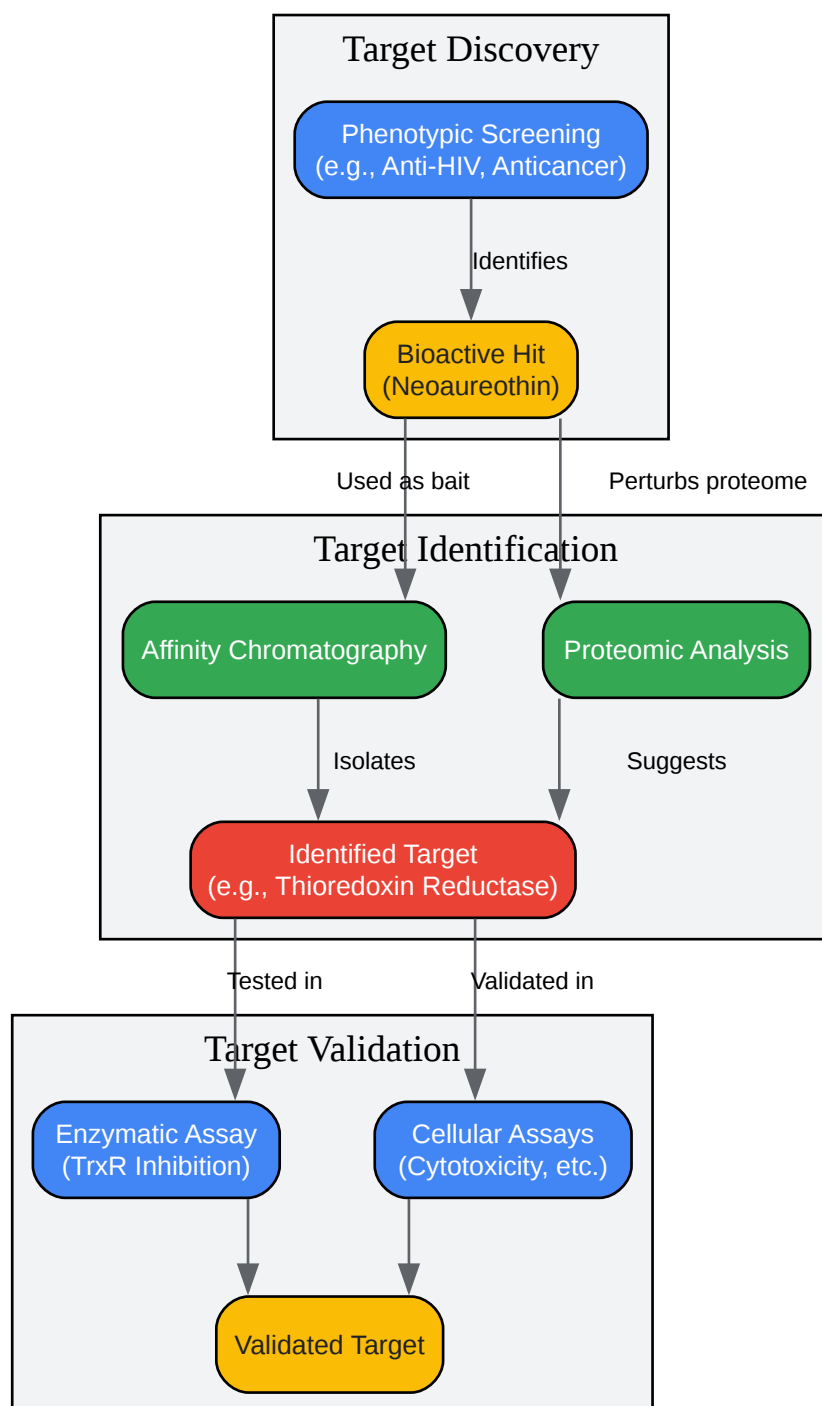 Target Discovery
Phenotypic Screening
(e.g., Anti-HIV, Anticancer)
Identifies
Bioactive Hit
(Neoaureothin)
Used as bait
Perturbs proteome
Target Identification
Affinity Chromatography
Proteomic Analysis
Isolates
Suggests
Identified Target
(e.g., Thioredoxin Reductase)
Tested in
Validated in
Target Validation
Enzymatic Assay
(TrxR Inhibition)
Cellular Assays
(Cytotoxicity, etc.)
Validated Target